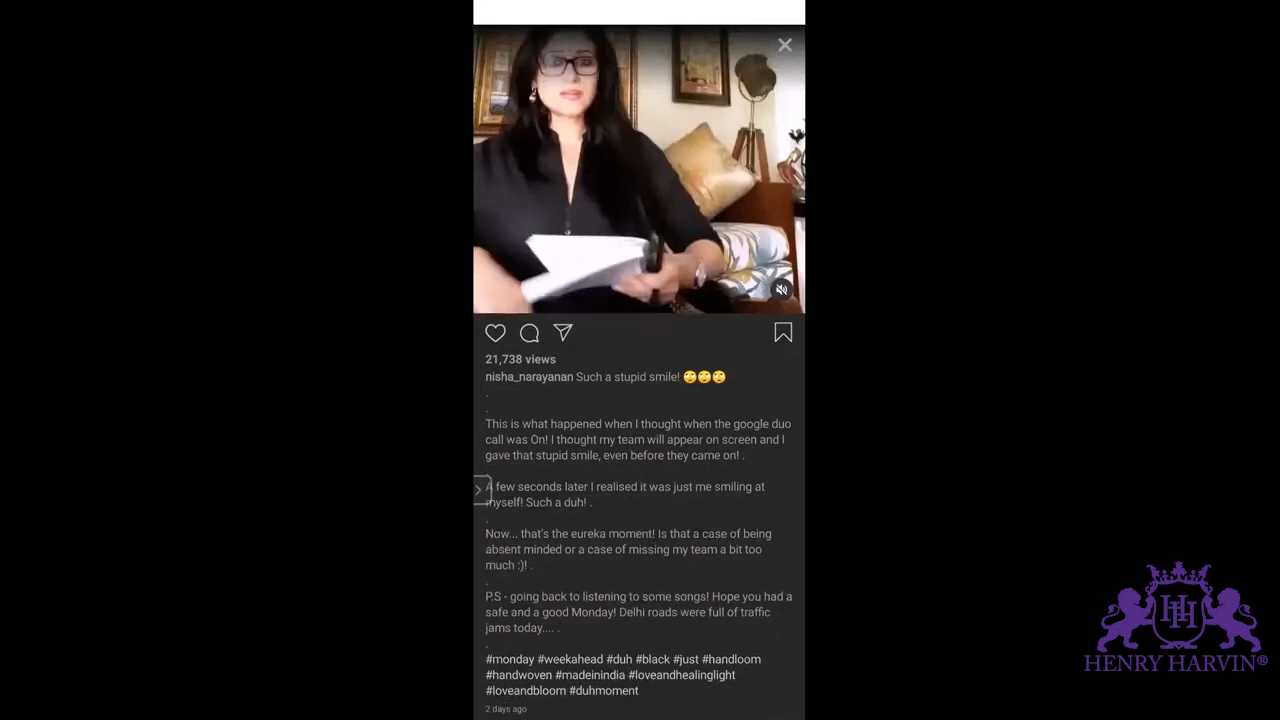 21,738 views
nisha_narayanan Such a stupid smile! 🙄🙄🙄
.
.
This is what happened when I thought when the google duo
call was On! I thought my team will appear on screen and I
gave that stupid smile, even before they came on! .
.
A few seconds later I realised it was just me smiling at
myself! Such a duh! .
.
Now... that's the eureka moment! Is that a case of being
absent minded or a case of missing my team a bit too
much :)! .
.
P.S - going back to listening to some songs! Hope you had a
safe and a good Monday! Delhi roads were full of traffic
jams today.... .
.
#monday #weekahead #duh #black #just #handloom
#handwoven #madeinindia #loveandhealinglight
#loveandbloom #duhmoment
2 days ago
HH
HENRY HARVIN®